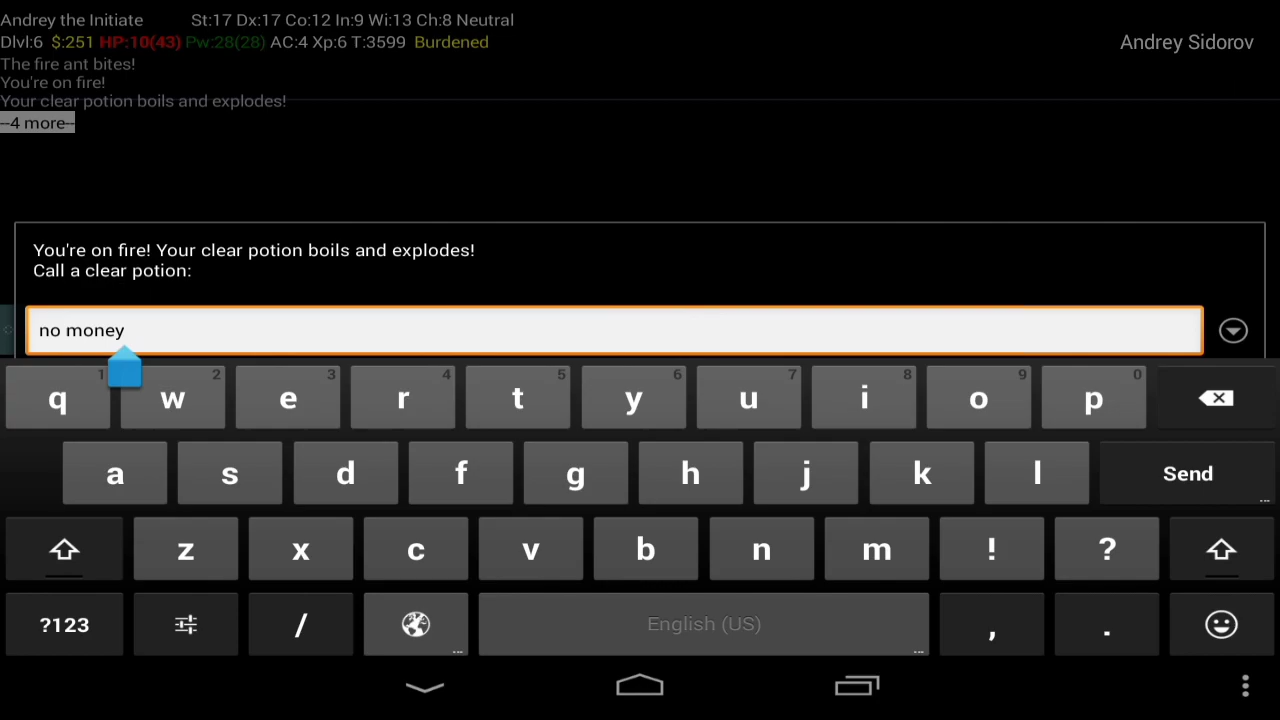 Andrey the Initiate St:17 Dx:17 Co:12 In:9 Wi:13 Ch:8 Neutral
Dlvl:6 $:251 HP:10(43) Pw:28(28) AC:4 Xp:6 T:3599 Burdened
Andrey Sidorov
The fire ant bites!
You're on fire!
Your clear potion boils and explodes!
--4 more--
You're on fire! Your clear potion boils and explodes!
Call a clear potion:
no money
1 2 3 4 5 6 7 8 9 0
q w e r t y u i o p
a s d f g h j k l Send
...
z x c v b n m ! ?
?123 / English (US) , .
... ...